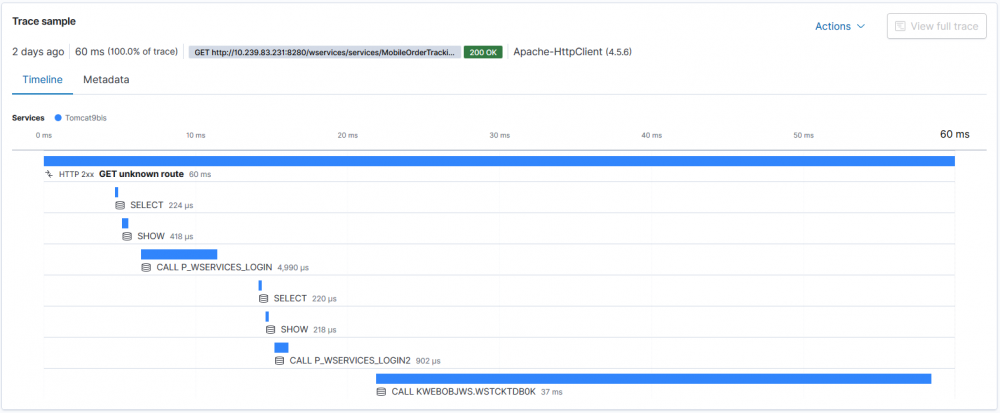 Trace sample
Actions
View full trace
2 days ago 60 ms (100.0% of trace) GET http://10.239.83.231:8280/wservices/services/MobileOrderTracki... 200 OK Apache-HttpClient (4.5.6)
Timeline Metadata
Services Tomcat9bis
0 ms 10 ms 20 ms 30 ms 40 ms 50 ms 60 ms
HTTP 2xx GET unknown route 60 ms
SELECT 224 μs
SHOW 418 μs
CALL P_WSERVICES_LOGIN 4,990 μs
SELECT 220 μs
SHOW 218 μs
CALL P_WSERVICES_LOGIN2 902 μs
CALL KWEBOBJWS.WSTCKTDB0K 37 ms